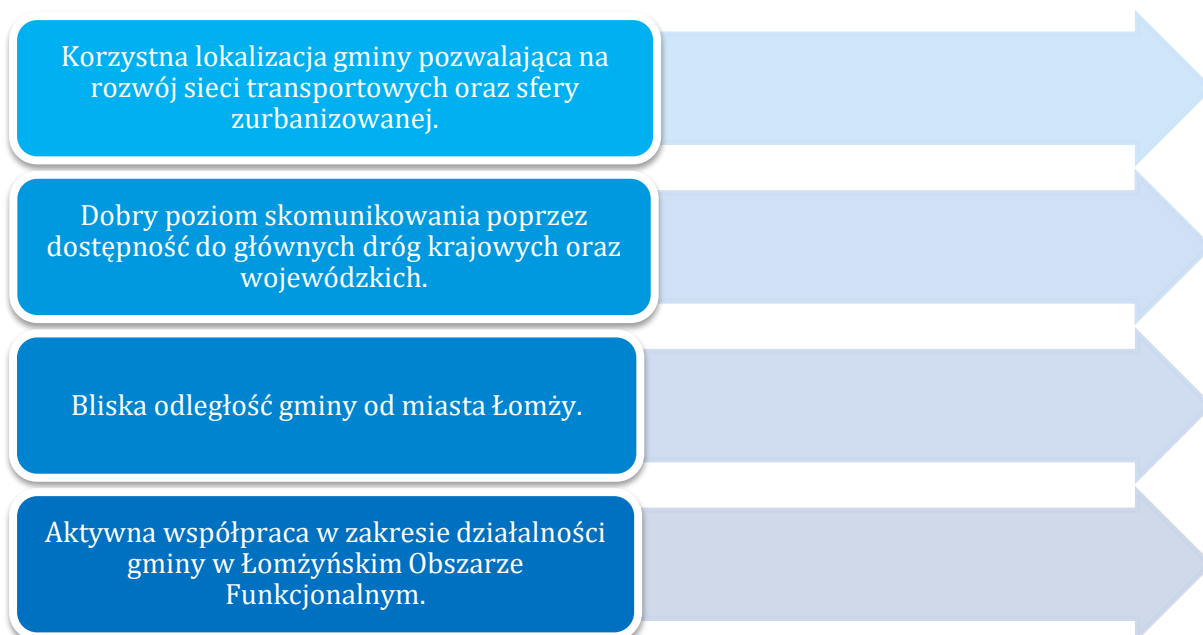 Korzystna lokalizacja gminy pozwalająca na
rozwój sieci transportowych oraz sfery
zurbanizowanej.
Dobry poziom skomunikowania poprzez
dostępność do głównych dróg krajowych oraz
wojewódzkich.
Bliska odległość gminy od miasta Łomży.
Aktywna współpraca w zakresie działalności
gminy w Łomżyńskim Obszarze
Funkcjonalnym.